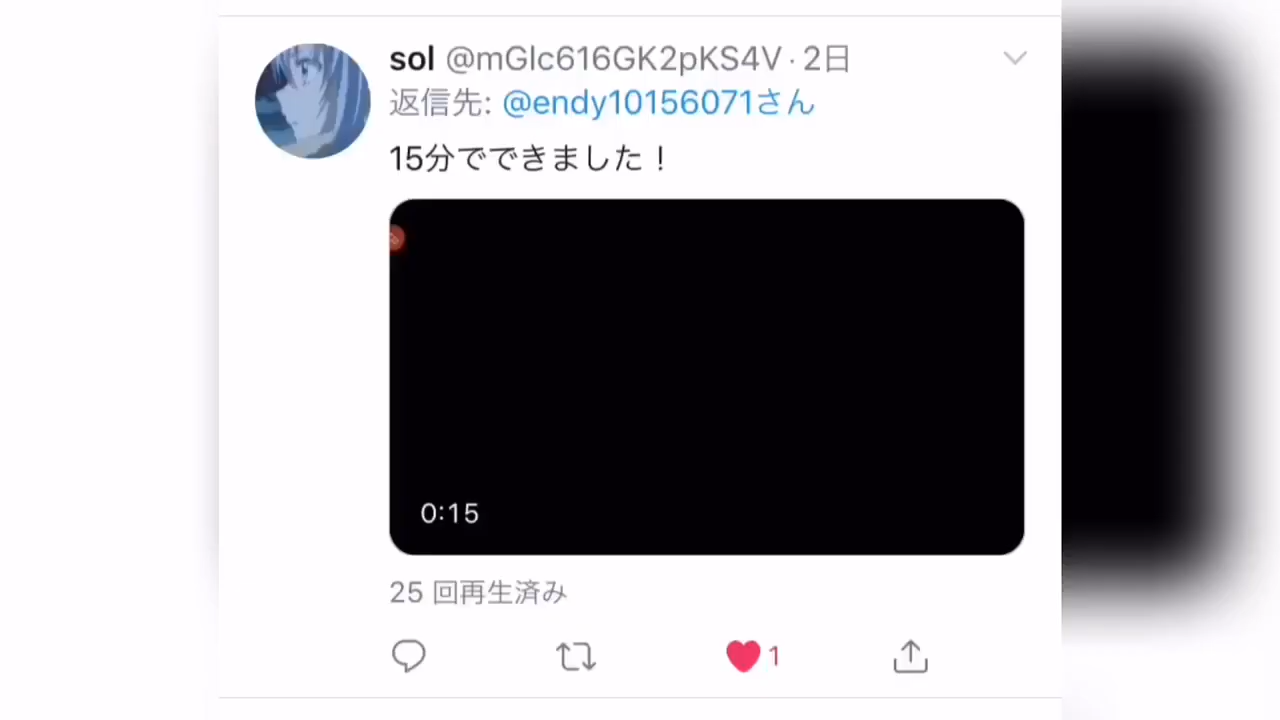 sol @mGlc616GK2pKS4V · 2日
返信先: @endy10156071さん
15分でできました！
0:15
25 回再生済み
1